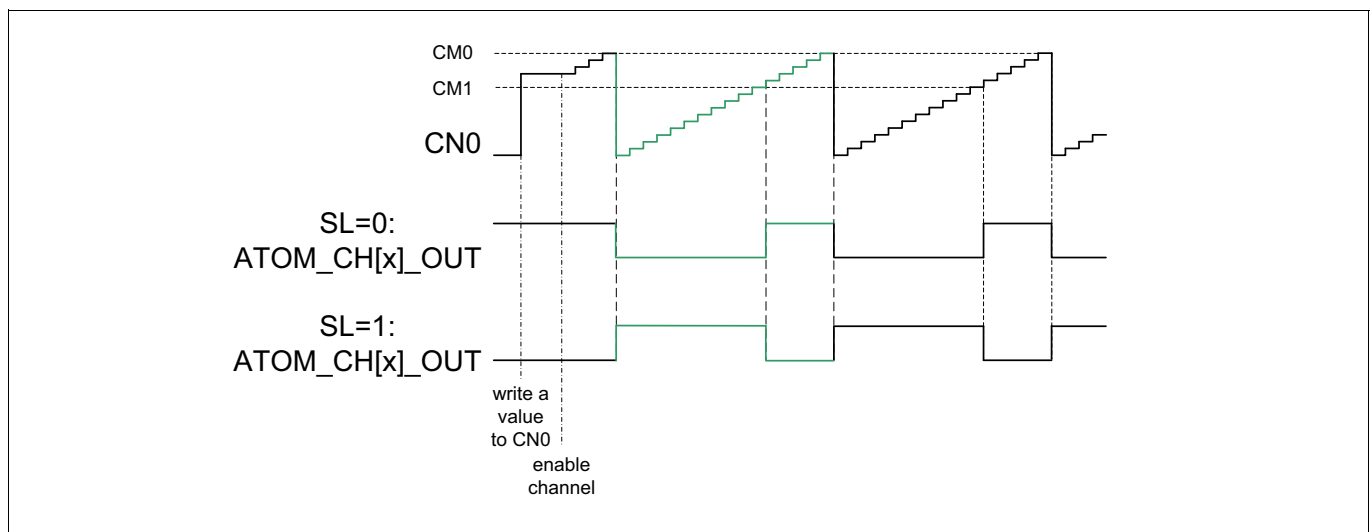 CM0
CM1
CN0
SL=0:
ATOM_CH[x]_OUT
SL=1:
ATOM_CH[x]_OUT
write a
value
to CN0
enable
channel